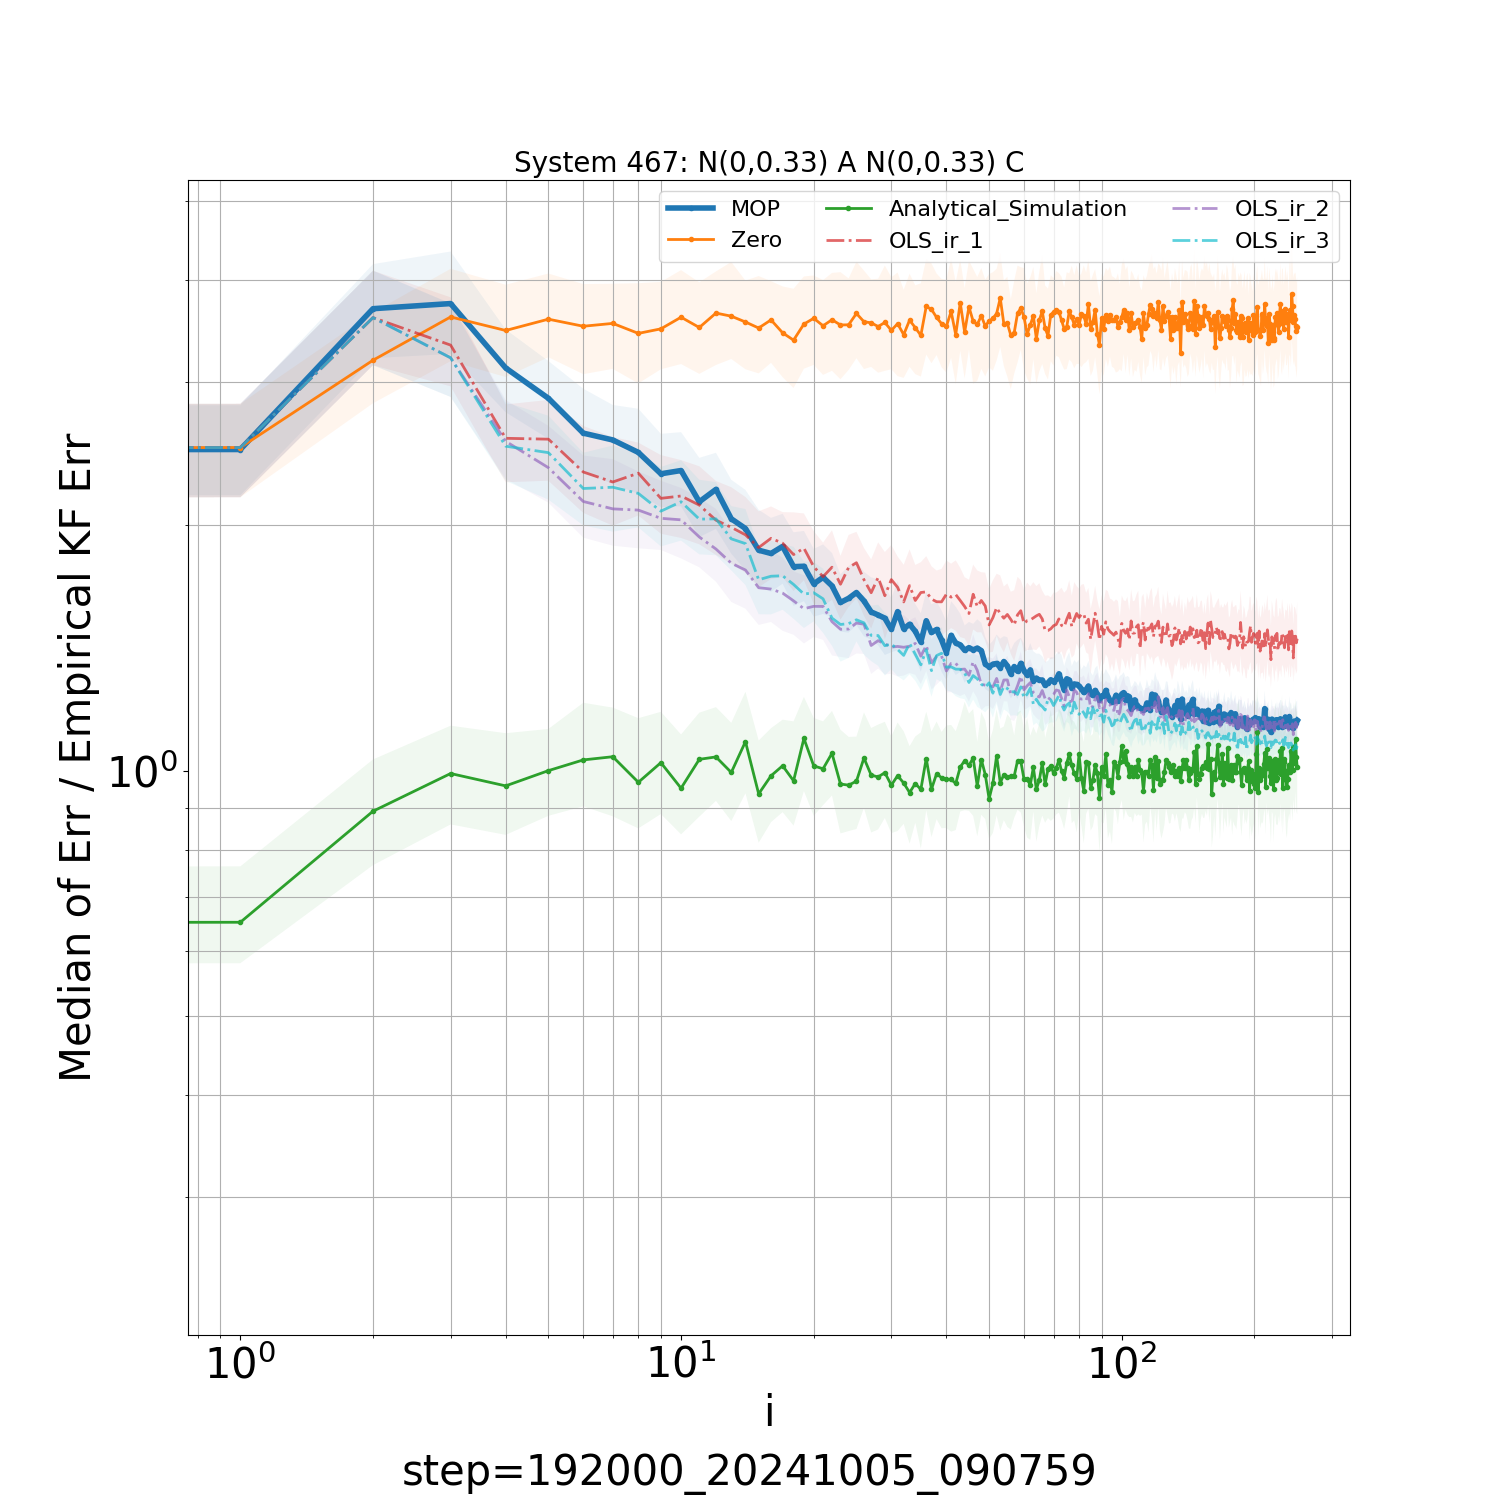 System 467: N(0,0.33) A N(0,0.33) C
MOP
Zero
Analytical_Simulation
OLS_ir_1
OLS_ir_2
OLS_ir_3
Median of Err / Empirical KF Err
10⁰
10⁰ 10¹ 10²
i
step=192000_20241005_090759